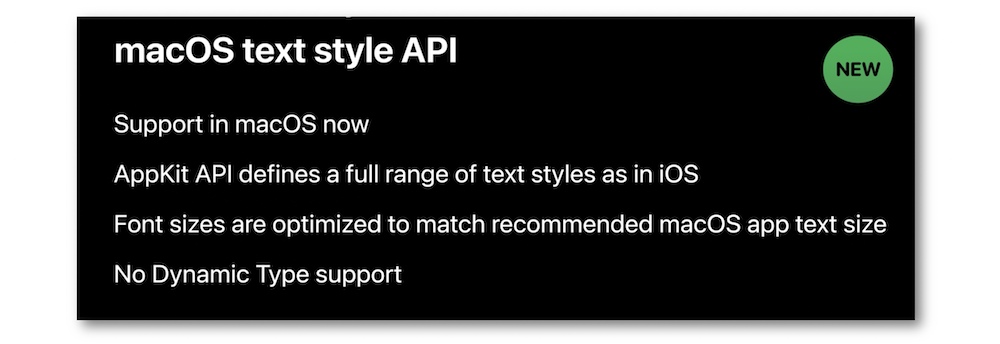 macOS text style API
NEW
Support in macOS now
AppKit API defines a full range of text styles as in iOS
Font sizes are optimized to match recommended macOS app text size
No Dynamic Type support